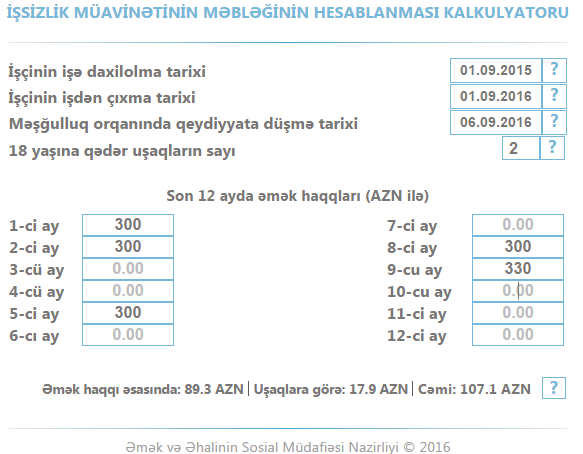 İŞSİZLİK MÜAVİNƏTİNİN MƏBLƏĞİNİN HESABLANMASI KALKULYATORU
İşçinin işə daxilolma tarixi 01.09.2015 ?
İşçinin işdən çıxma tarixi 01.09.2016 ?
Məşğulluq orqanında qeydiyyata düşmə tarixi 06.09.2016 ?
18 yaşına qədər uşaqların sayı 2 ?
Son 12 ayda əmək haqqları (AZN ilə)
1-ci ay 300 7-ci ay 0.00
2-ci ay 300 8-ci ay 300
3-cü ay 0.00 9-cu ay 330
4-cü ay 0.00 10-cu ay 0.00
5-ci ay 300 11-ci ay 0.00
6-cı ay 0.00 12-ci ay 0.00
Əmək haqqı əsasında: 89.3 AZN | Uşaqlara görə: 17.9 AZN | Cəmi: 107.1 AZN ?
Əmək və Əhalinin Sosial Müdafiəsi Nazirliyi © 2016